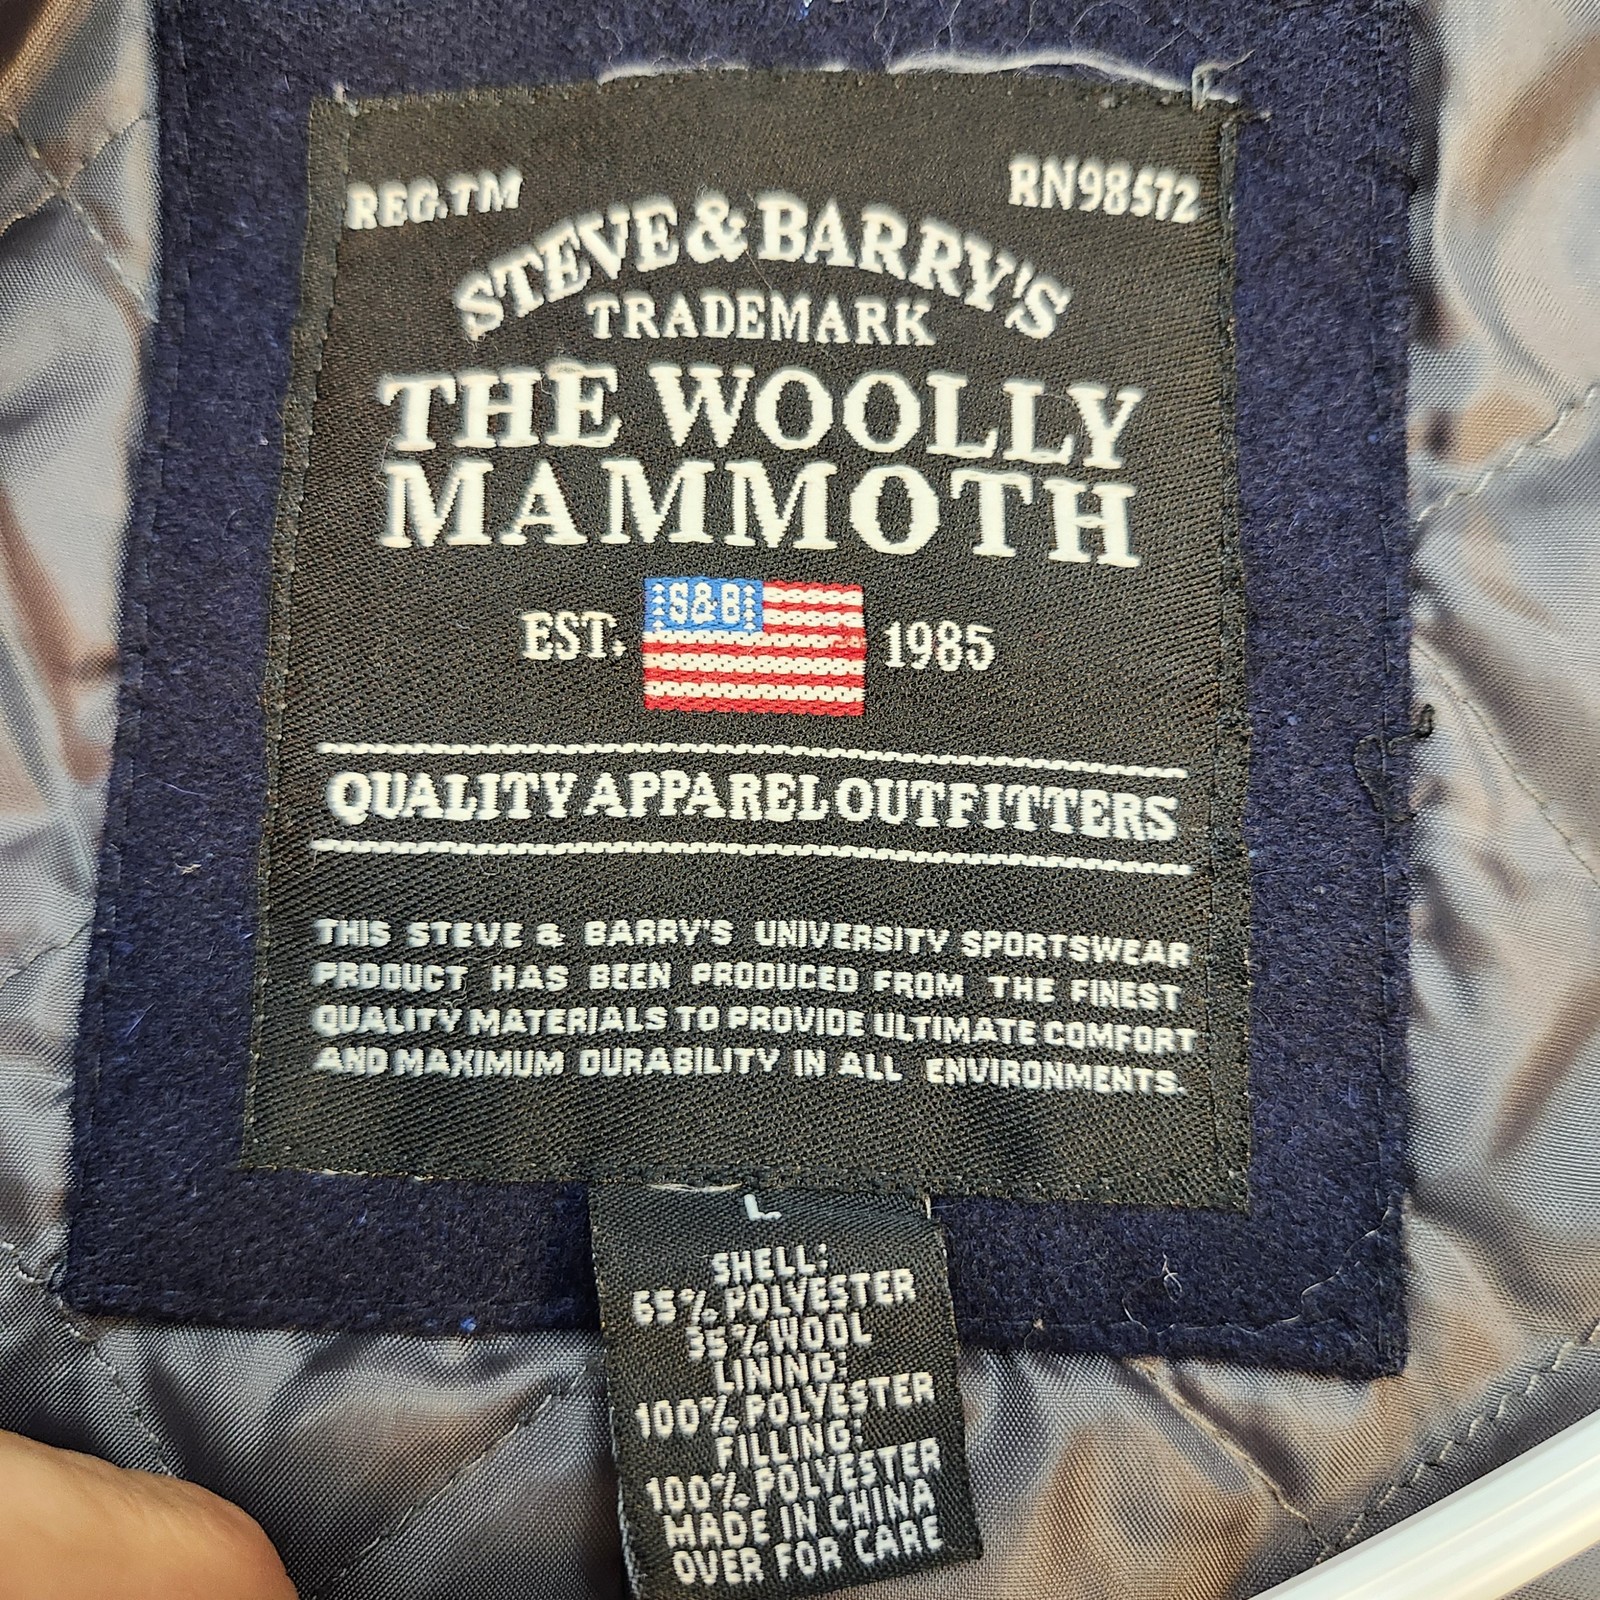 REG.TM RN98572
STEVE & BARRY'S
TRADEMARK
THE WOOLLY
MAMMOTH
S&B
EST. 1985
QUALITY APPAREL OUTFITTERS
THIS STEVE & BARRY'S UNIVERSITY SPORTSWEAR
PRODUCT HAS BEEN PRODUCED FROM THE FINEST
QUALITY MATERIALS TO PROVIDE ULTIMATE COMFORT
AND MAXIMUM DURABILITY IN ALL ENVIRONMENTS.
L
SHELL:
65% POLYESTER
35% WOOL
LINING:
100% POLYESTER
FILLING:
100% POLYESTER
MADE IN CHINA
OVER FOR CARE